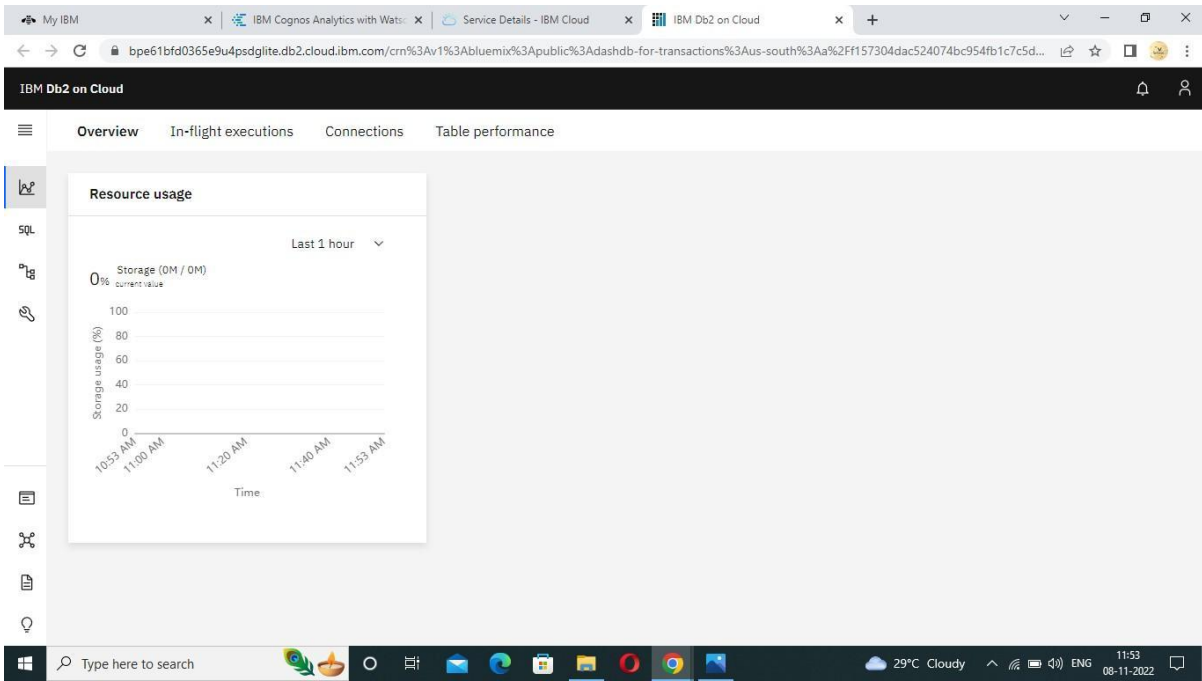 My IBM
IBM Cognos Analytics with Watso
Service Details - IBM Cloud
IBM Db2 on Cloud
bpe61bfd0365e9u4psdglite.db2.cloud.ibm.com/crn%3Av1%3Abluemix%3Apublic%3Adashdb-for-transactions%3Aus-south%3Aa%2Ff157304dac524074bc954fb1c7c5d...
IBM Db2 on Cloud
Overview In-flight executions Connections Table performance
Resource usage
SQL
Last 1 hour
0% Storage (0M / 0M)
current value
Storage usage (%)
100
80
60
40
20
0
10:53 AM 11:00 AM 11:20 AM 11:40 AM 11:53 AM
Time
Type here to search
29°C Cloudy
ENG
11:53
08-11-2022